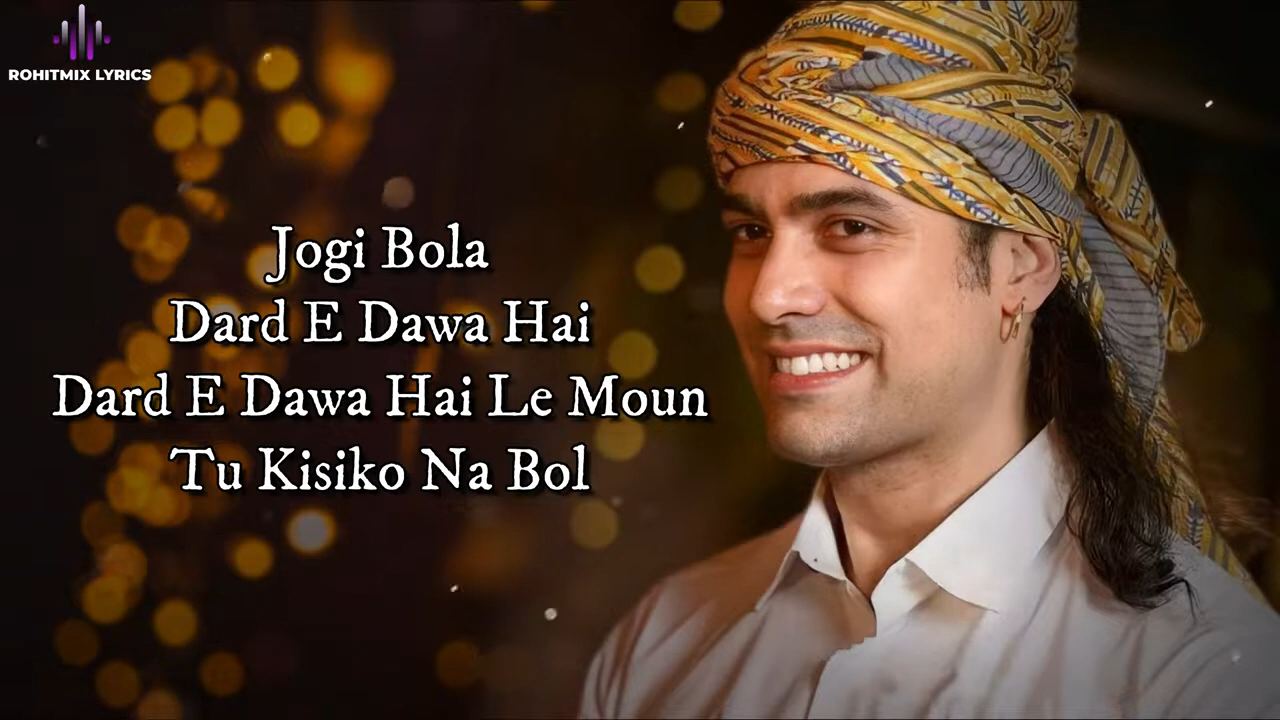 ROHITMIX LYRICS
Jogi Bola
Dard E Dawa Hai
Dard E Dawa Hai Le Moun
Tu Kisiko Na Bol